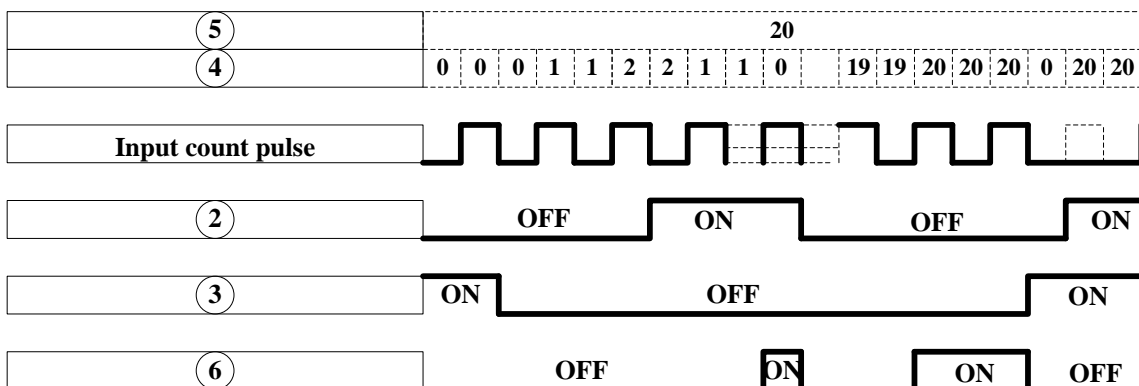 ⑤ 20
④ 0 0 0 1 1 2 2 1 1 0 19 19 20 20 20 0 20 20
Input count pulse
② OFF ON OFF ON
③ ON OFF ON
⑥ OFF ON ON OFF